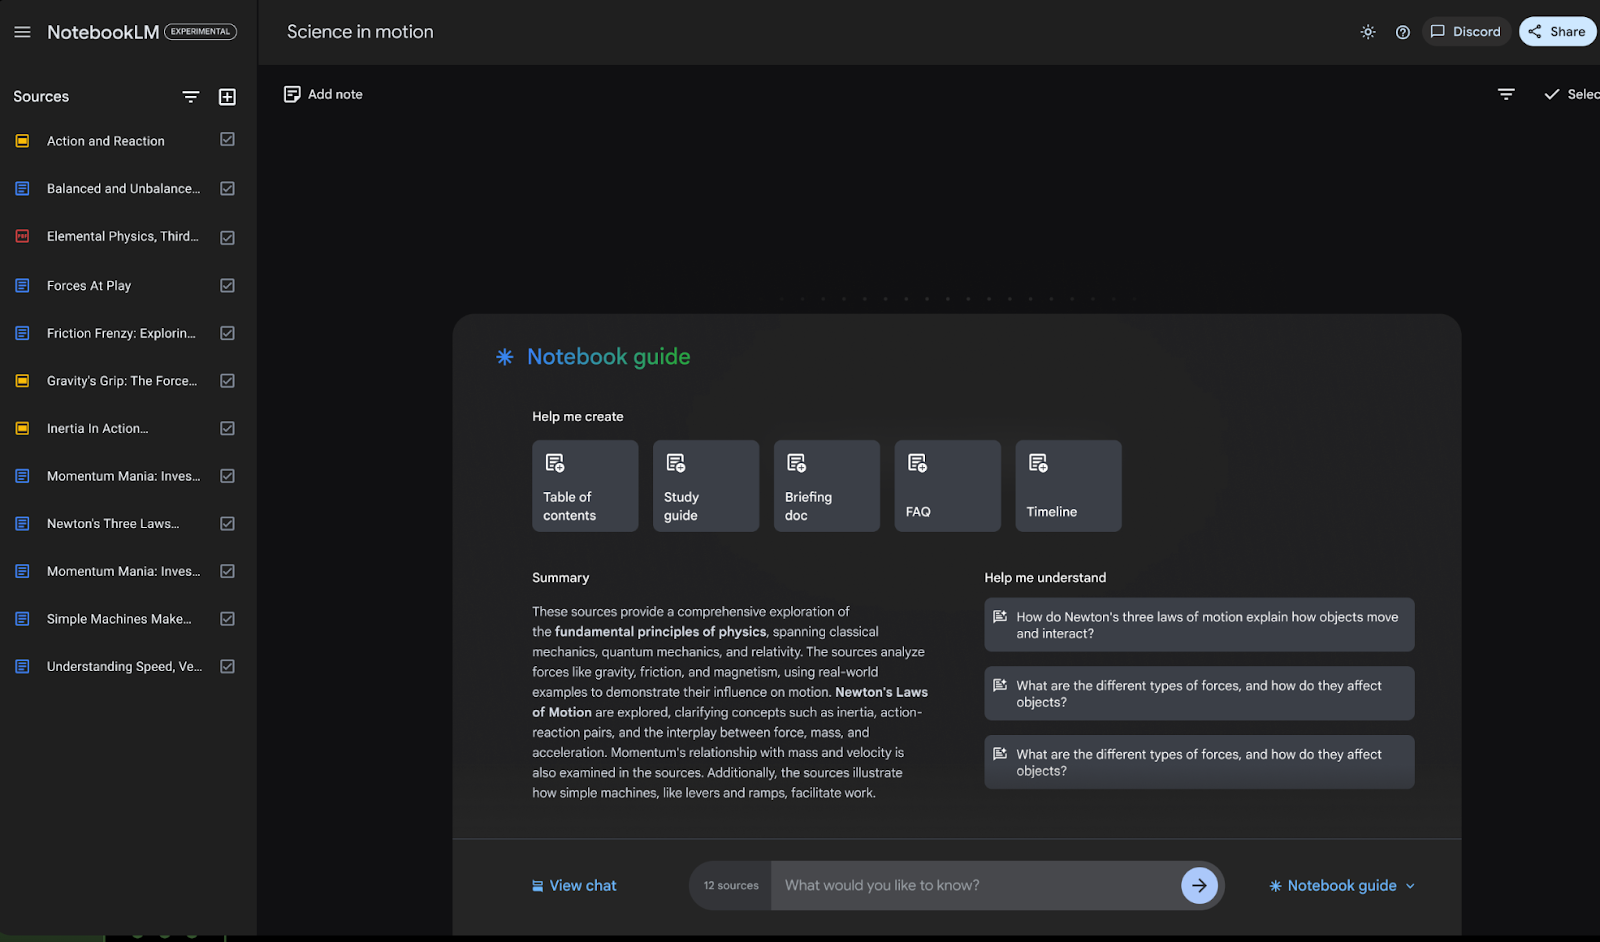 NotebookLM EXPERIMENTAL
Science in motion
Discord
Share
Sources
Add note
Selec
Action and Reaction
Balanced and Unbalance...
PDF
Elemental Physics, Third...
Forces At Play
Friction Frenzy: Explorin...
Gravity's Grip: The Force...
Inertia In Action...
Momentum Mania: Inves...
Newton's Three Laws...
Momentum Mania: Inves...
Simple Machines Make...
Understanding Speed, Ve...
Notebook guide
Help me create
Table of
contents
Study
guide
Briefing
doc
FAQ
Timeline
Summary
These sources provide a comprehensive exploration of
the fundamental principles of physics, spanning classical
mechanics, quantum mechanics, and relativity. The sources analyze
forces like gravity, friction, and magnetism, using real-world
examples to demonstrate their influence on motion. Newton's Laws
of Motion are explored, clarifying concepts such as inertia, action-
reaction pairs, and the interplay between force, mass, and
acceleration. Momentum's relationship with mass and velocity is
also examined in the sources. Additionally, the sources illustrate
how simple machines, like levers and ramps, facilitate work.
Help me understand
How do Newton's three laws of motion explain how objects move
and interact?
What are the different types of forces, and how do they affect
objects?
What are the different types of forces, and how do they affect
objects?
View chat
12 sources
What would you like to know?
Notebook guide